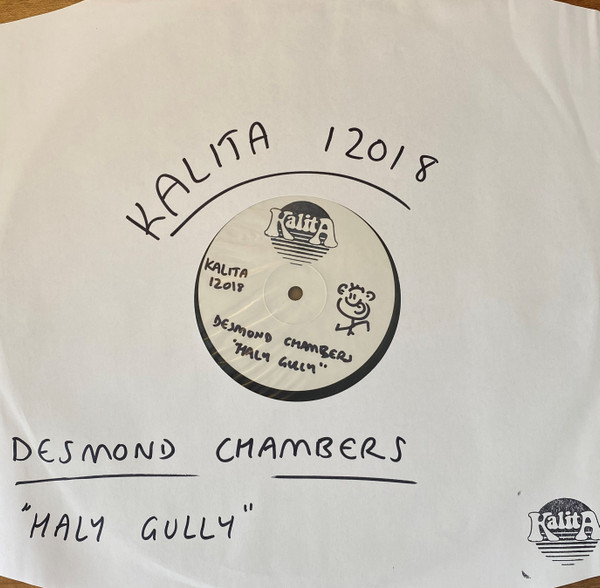 KALITA 12018
Kalita
KALITA
12018
DESMOND CHAMBERS
"HALY GULLY"
DESMOND CHAMBERS
"HALY GULLY"
Kalita